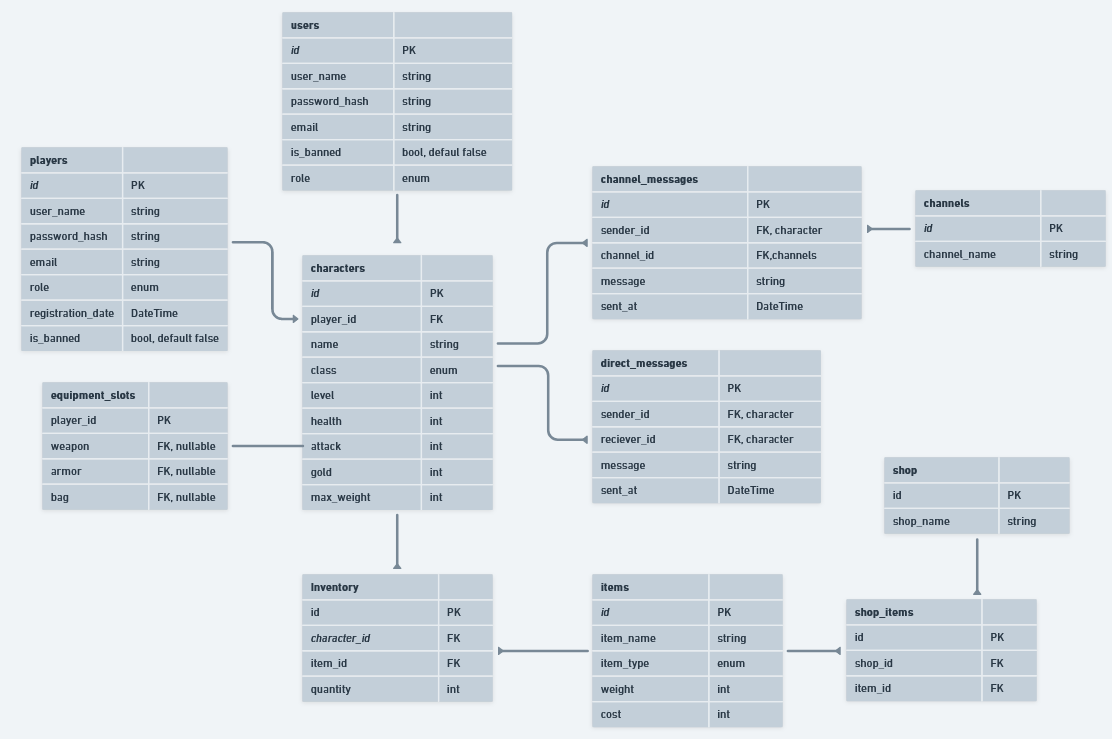 users
id PK
user_name string
password_hash string
email string
is_banned bool, defaul false
role enum
players
id PK
user_name string
password_hash string
email string
role enum
registration_date DateTime
is_banned bool, default false
channel_messages
id PK
sender_id FK, character
channel_id FK,channels
message string
sent_at DateTime
channels
id PK
channel_name string
characters
id PK
player_id FK
name string
class enum
level int
health int
attack int
gold int
max_weight int
equipment_slots
player_id PK
weapon FK, nullable
armor FK, nullable
bag FK, nullable
direct_messages
id PK
sender_id FK, character
reciever_id FK, character
message string
sent_at DateTime
shop
id PK
shop_name string
Inventory
id PK
character_id FK
item_id FK
quantity int
items
id PK
item_name string
item_type enum
weight int
cost int
shop_items
id PK
shop_id FK
item_id FK